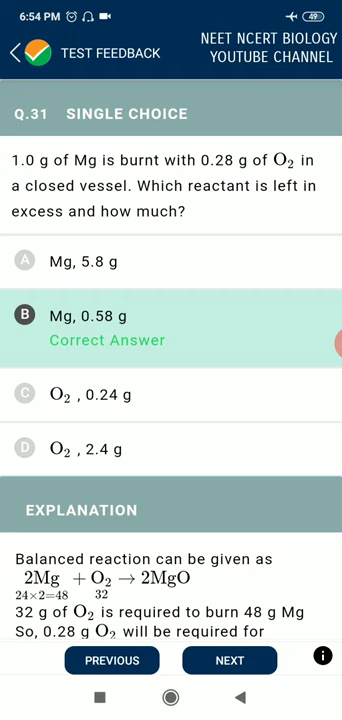 6:54 PM
49
TEST FEEDBACK
NEET NCERT BIOLOGY
YOUTUBE CHANNEL
Q.31 SINGLE CHOICE
1.0 g of Mg is burnt with 0.28 g of O₂ in
a closed vessel. Which reactant is left in
excess and how much?
A Mg, 5.8 g
B Mg, 0.58 g
Correct Answer
C O₂ , 0.24 g
D O₂ , 2.4 g
EXPLANATION
Balanced reaction can be given as
2Mg + O₂ → 2MgO
24×2=48 32
32 g of O₂ is required to burn 48 g Mg
So, 0.28 g O₂ will be required for
PREVIOUS NEXT